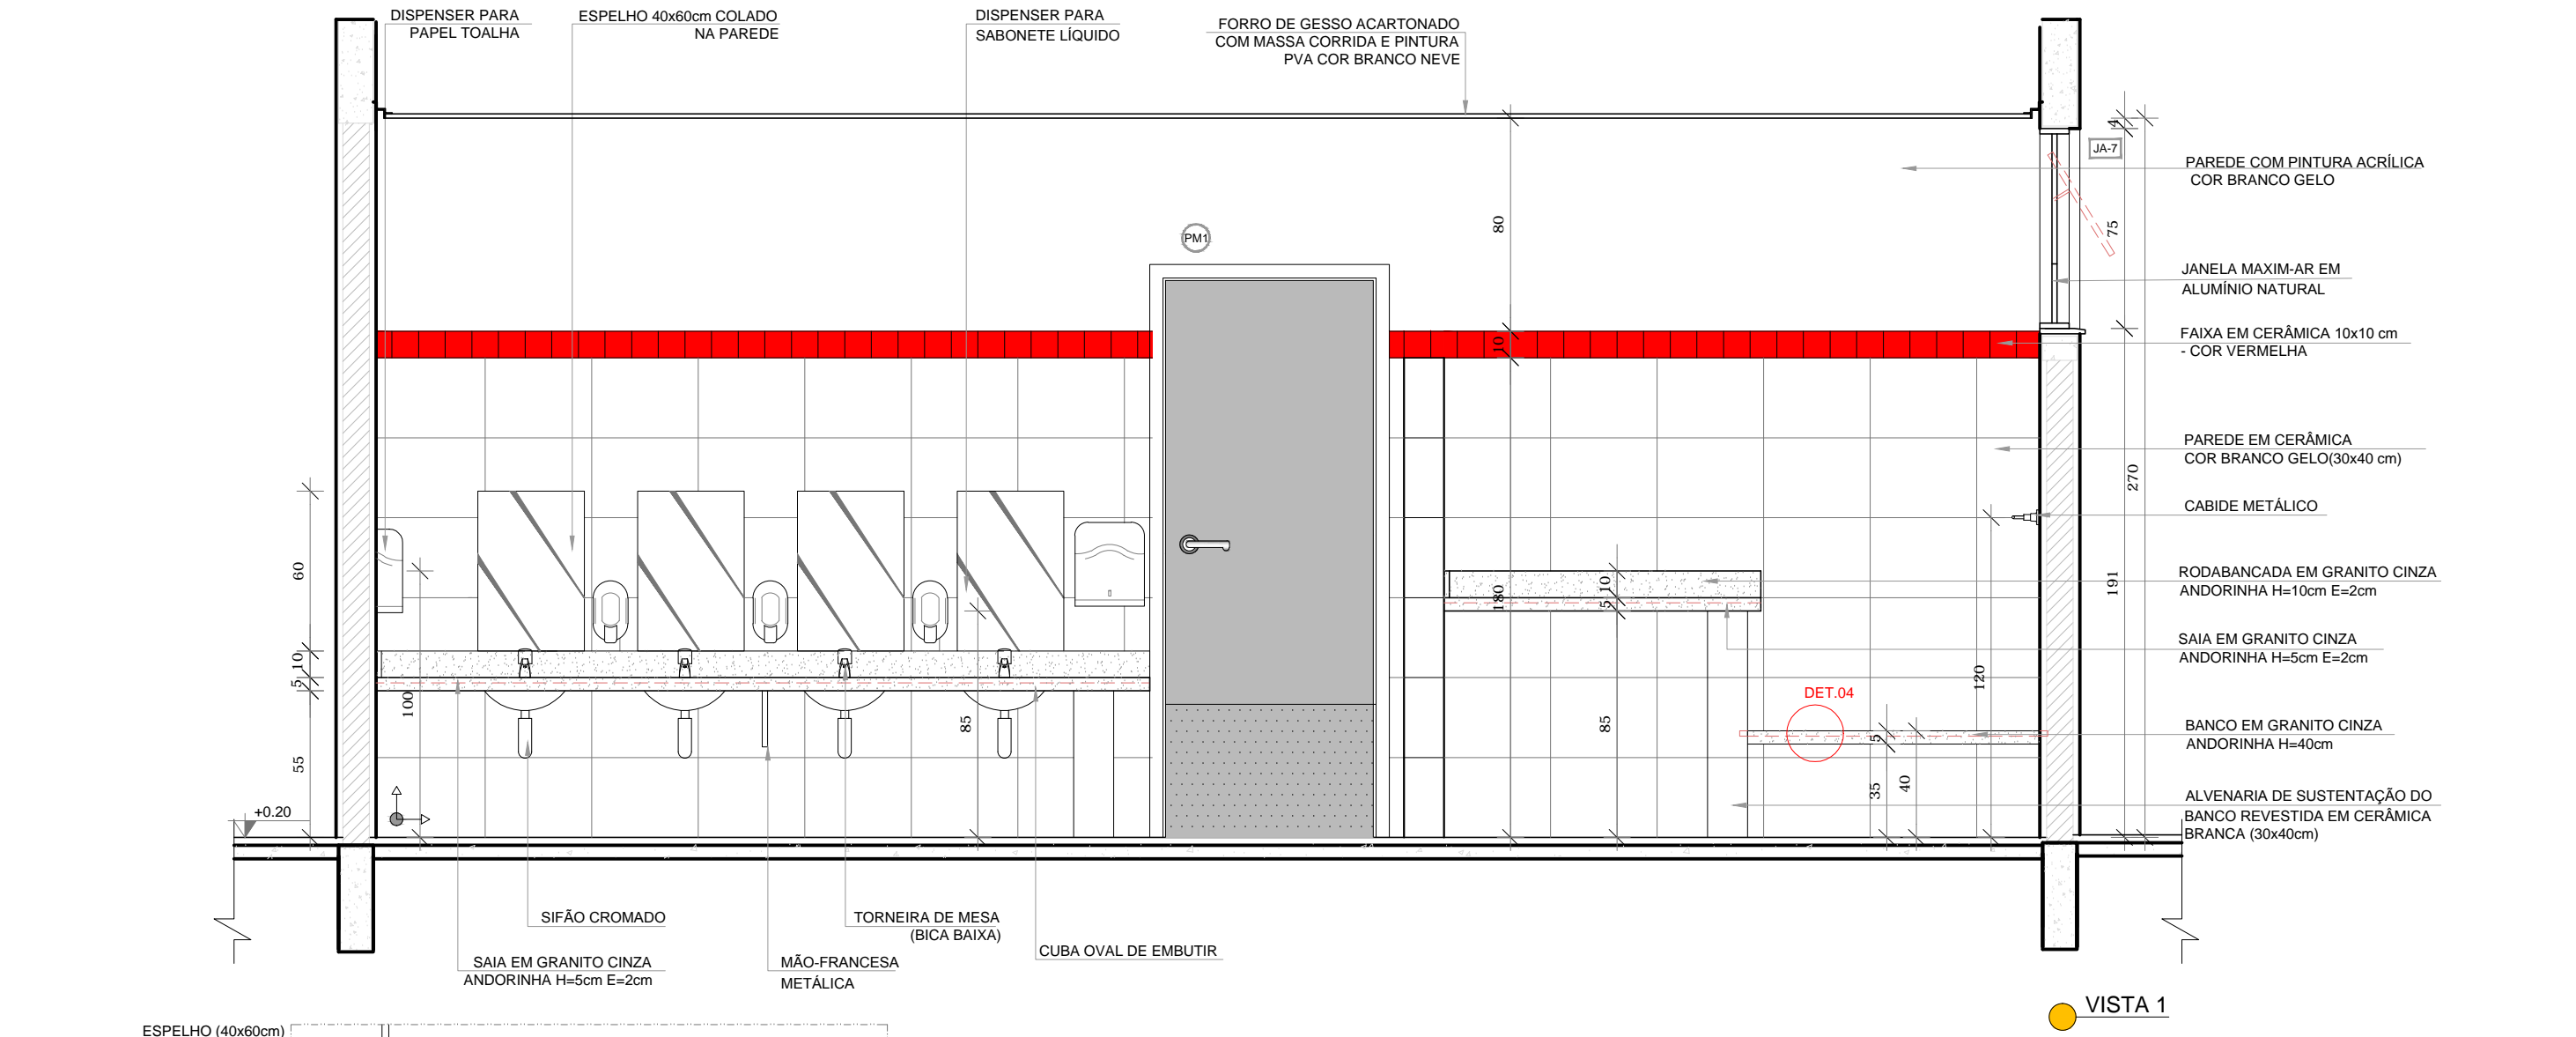 DISPENSER PARA
PAPEL TOALHA
ESPELHO 40x60cm COLADO
NA PAREDE
DISPENSER PARA
SABONETE LÍQUIDO
FORRO DE GESSO ACARTONADO
COM MASSA CORRIDA E PINTURA
PVA COR BRANCO NEVE
4
JA-7
PAREDE COM PINTURA ACRÍLICA
COR BRANCO GELO
PM1
80
75
JANELA MAXIM-AR EM
ALUMÍNIO NATURAL
FAIXA EM CERÂMICA 10x10 cm
- COR VERMELHA
10
PAREDE EM CERÂMICA
COR BRANCO GELO(30x40 cm)
270
CABIDE METÁLICO
60
10
5
180
191
RODABANCADA EM GRANITO CINZA
ANDORINHA H=10cm E=2cm
SAIA EM GRANITO CINZA
ANDORINHA H=5cm E=2cm
10
5
100
85
85
120
DET.04
5
BANCO EM GRANITO CINZA
ANDORINHA H=40cm
55
35
40
ALVENARIA DE SUSTENTAÇÃO DO
BANCO REVESTIDA EM CERÂMICA
BRANCA (30x40cm)
+0.20
SIFÃO CROMADO
TORNEIRA DE MESA
(BICA BAIXA)
CUBA OVAL DE EMBUTIR
SAIA EM GRANITO CINZA
ANDORINHA H=5cm E=2cm
MÃO-FRANCESA
METÁLICA
VISTA 1
ESPELHO (40x60cm)